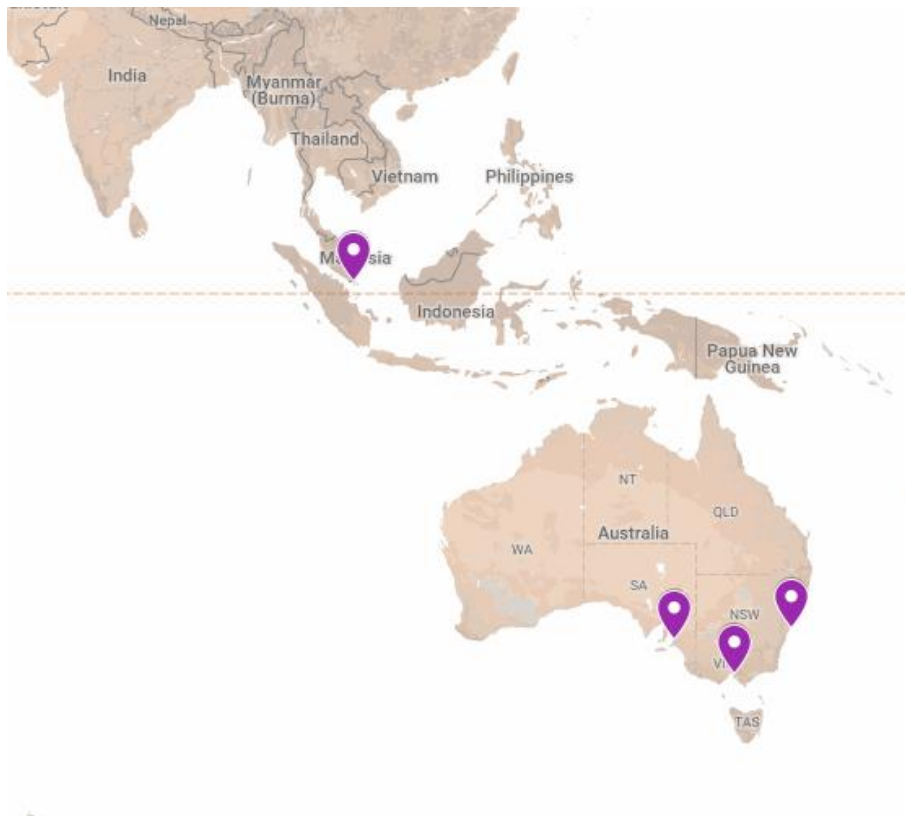 Nepal
India
Myanmar
(Burma)
Thailand
Vietnam
Philippines
Indonesia
Papua New
Guinea
NT
QLD
Australia
WA
SA
NSW
TAS